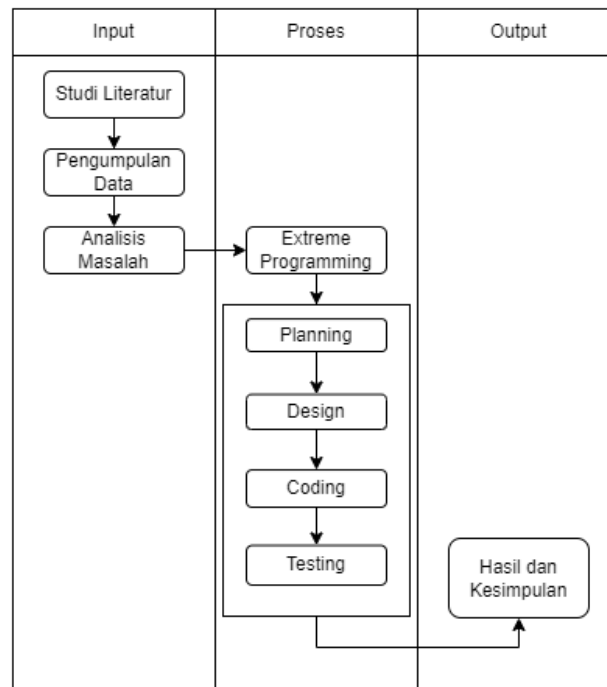 Input
Proses
Output
Studi Literatur
Pengumpulan
Data
Analisis
Masalah
Extreme
Programming
Planning
Design
Coding
Testing
Hasil dan
Kesimpulan